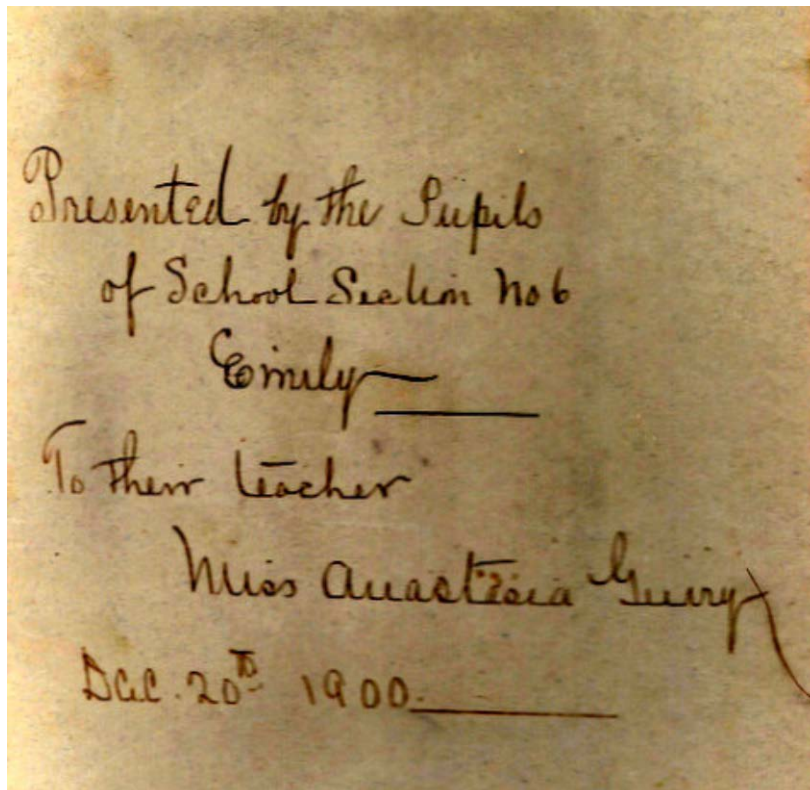 Presented by the Pupils
of School Section No 6
Emily
To their teacher
Miss Anastasia Guiry
Dec. 20th 1900.